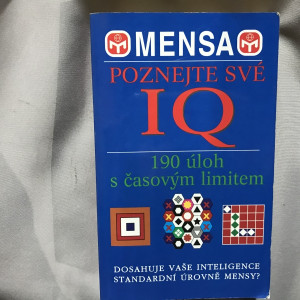 MENSA
POZNEJTE SVÉ
IQ
190 úloh
s časovým limitem
DOSAHUJE VAŠE INTELIGENCE
STANDARDNÍ ÚROVNĚ MENSY?